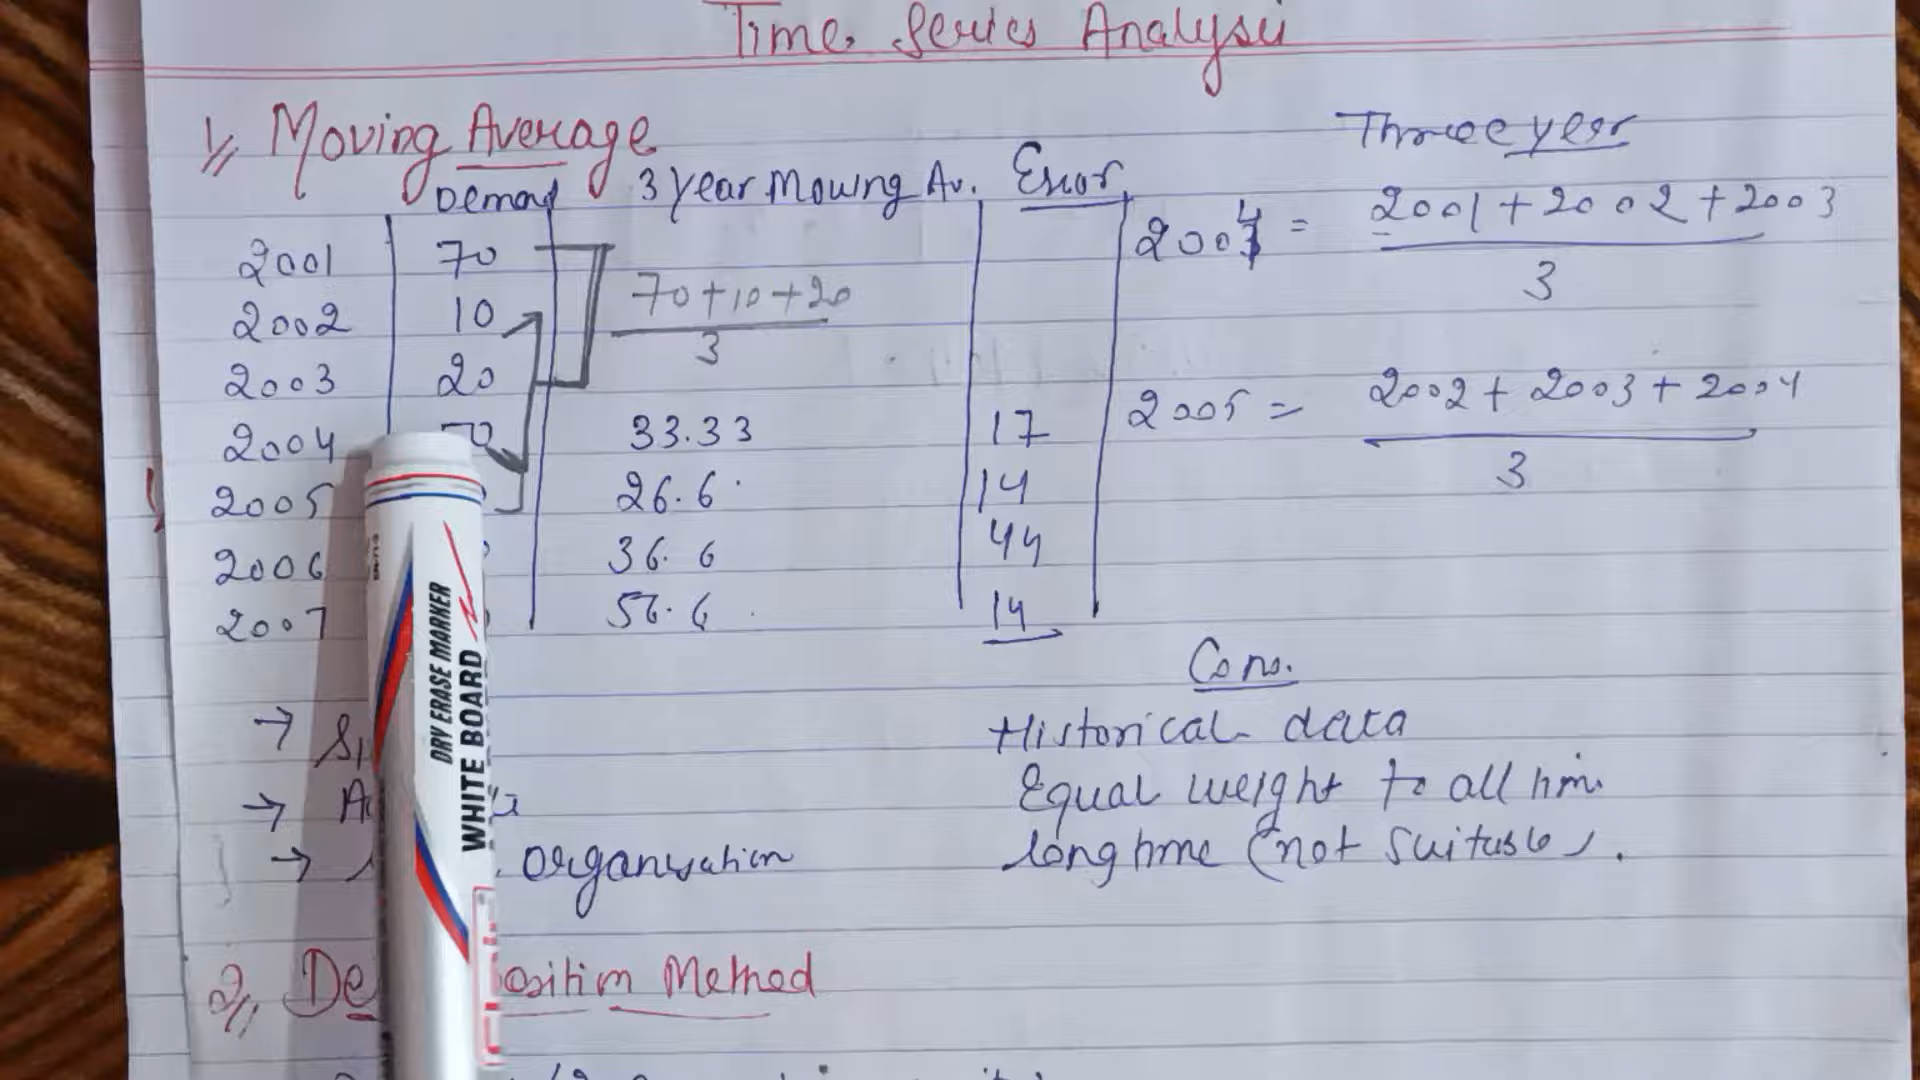 Time Series Analysis
1// Moving Average
Three year
Demand 3 year Moving Av. Error
2001 70
2002 10
2003 20
2004 33.33 17
2005 26.6 14
2006 36.6 44
2007 56.6 14
70+10+20
3
2004 = 2001 + 2002 + 2003
3
2005 = 2002 + 2003 + 2004
3
Cons.
→ Historical data
→ Equal weight to all
→ organisation long time (not suitable).
2// Method
DRY ERASE MARKER
WHITE BOARD